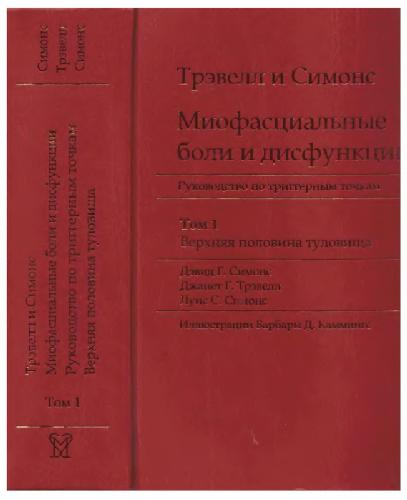 Симонс
Трэвелл
Симонс
Трэвелл и Симонс
Миофасциальные боли и дисфункции
Руководство по триггерным точкам
Верхняя половина туловища
Том 1
Трэвелл и Симонс
Миофасциальные
боли и дисфункции
Руководство по триггерным точкам
Том 1
Верхняя половина туловища
Дэвид Г. Симонс
Джанет Г. Трэвелл
Луис С. Симонс
Иллюстрации Барбары Д. Каммингс